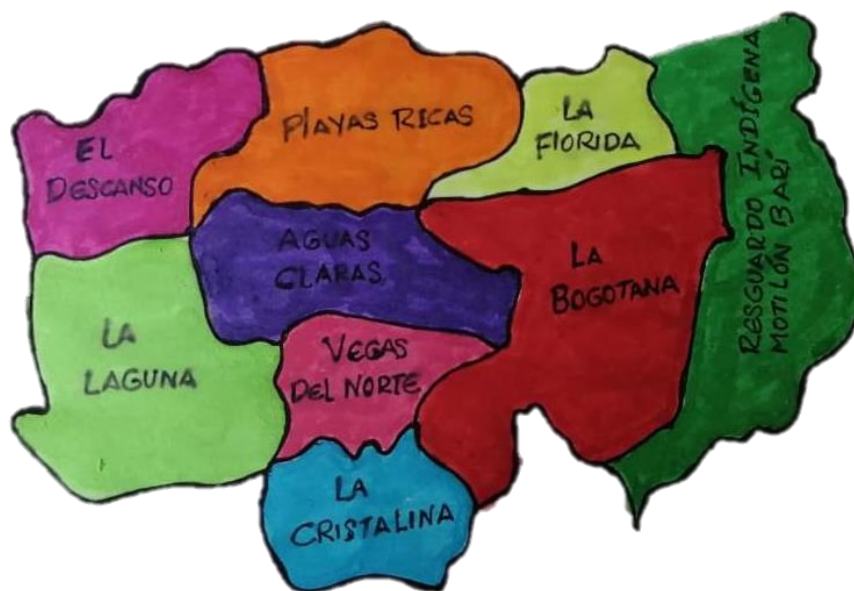 EL
DESCANSO
PLAYAS RICAS
LA
FLORIDA
RESGUARDO INDÍGENA
MOTILÓN BARÍ
AGUAS
CLARAS
LA
BOGOTANA
LA
LAGUNA
VEGAS
DEL NORTE
LA
CRISTALINA